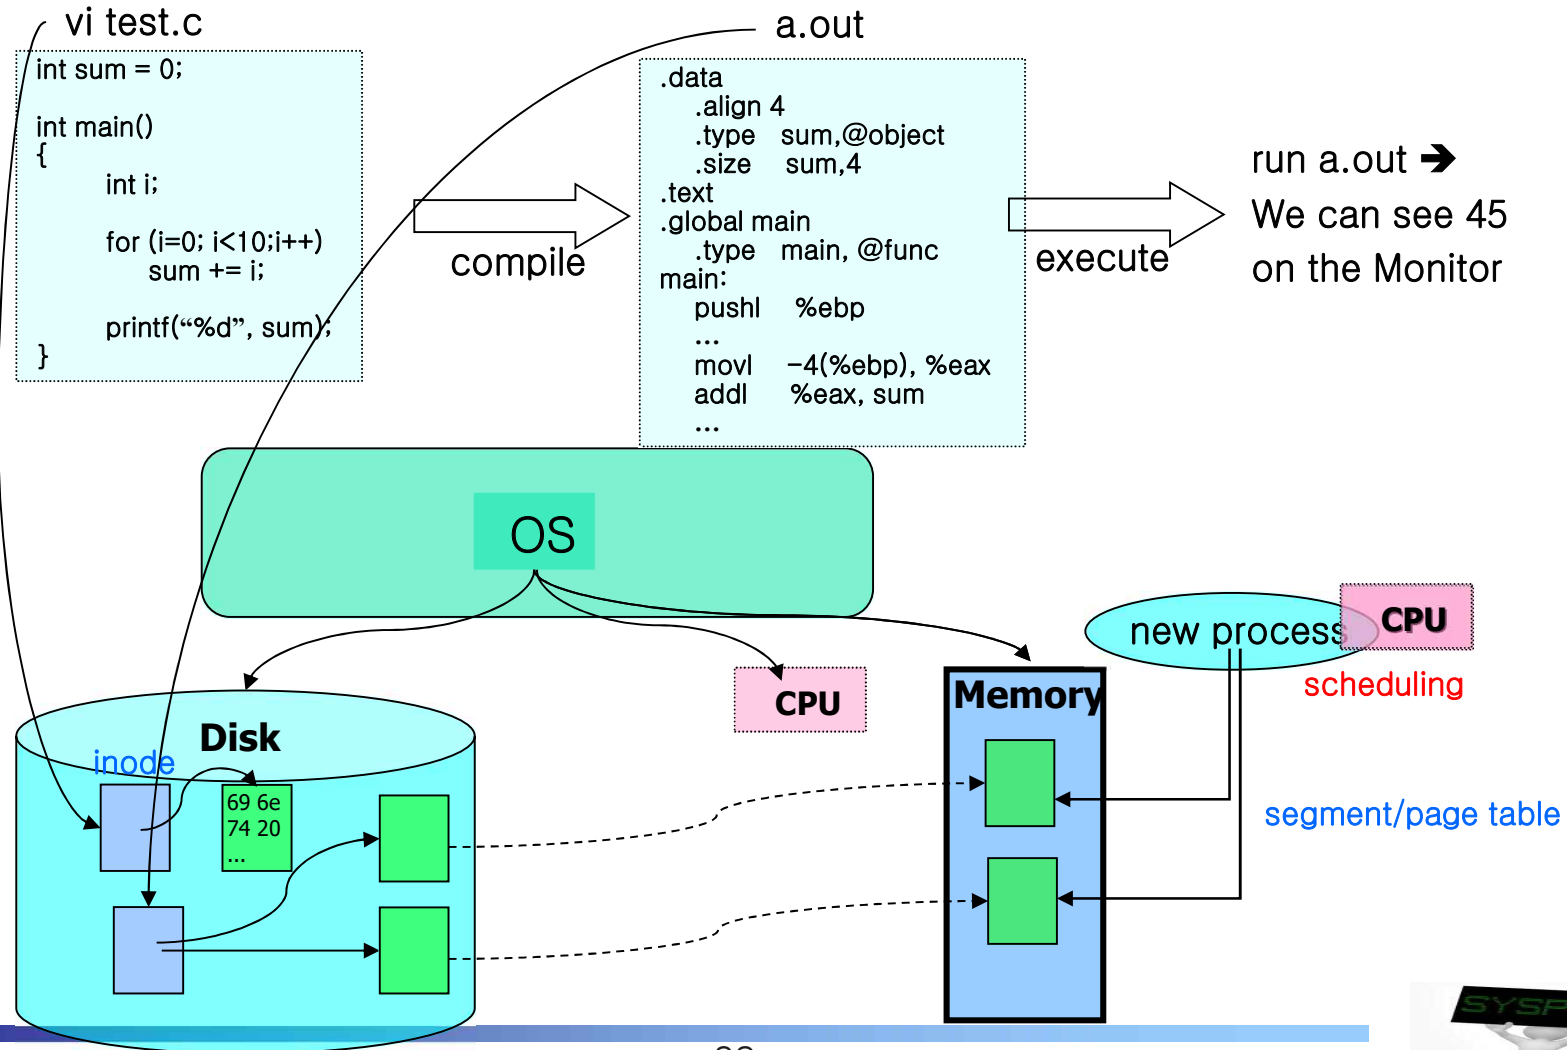 vi test.c
int sum = 0;
int main()
{
int i;
for (i=0; i<10;i++)
sum += i;
printf(“%d”, sum);
}
compile
a.out
.data
.align 4
.type sum,@object
.size sum,4
.text
.global main
.type main, @func
main:
pushl %ebp
...
movl -4(%ebp), %eax
addl %eax, sum
...
execute
run a.out ➔
We can see 45
on the Monitor
OS
Disk
inode
69 6e
74 20
...
CPU
Memory
new process
CPU
scheduling
segment/page table